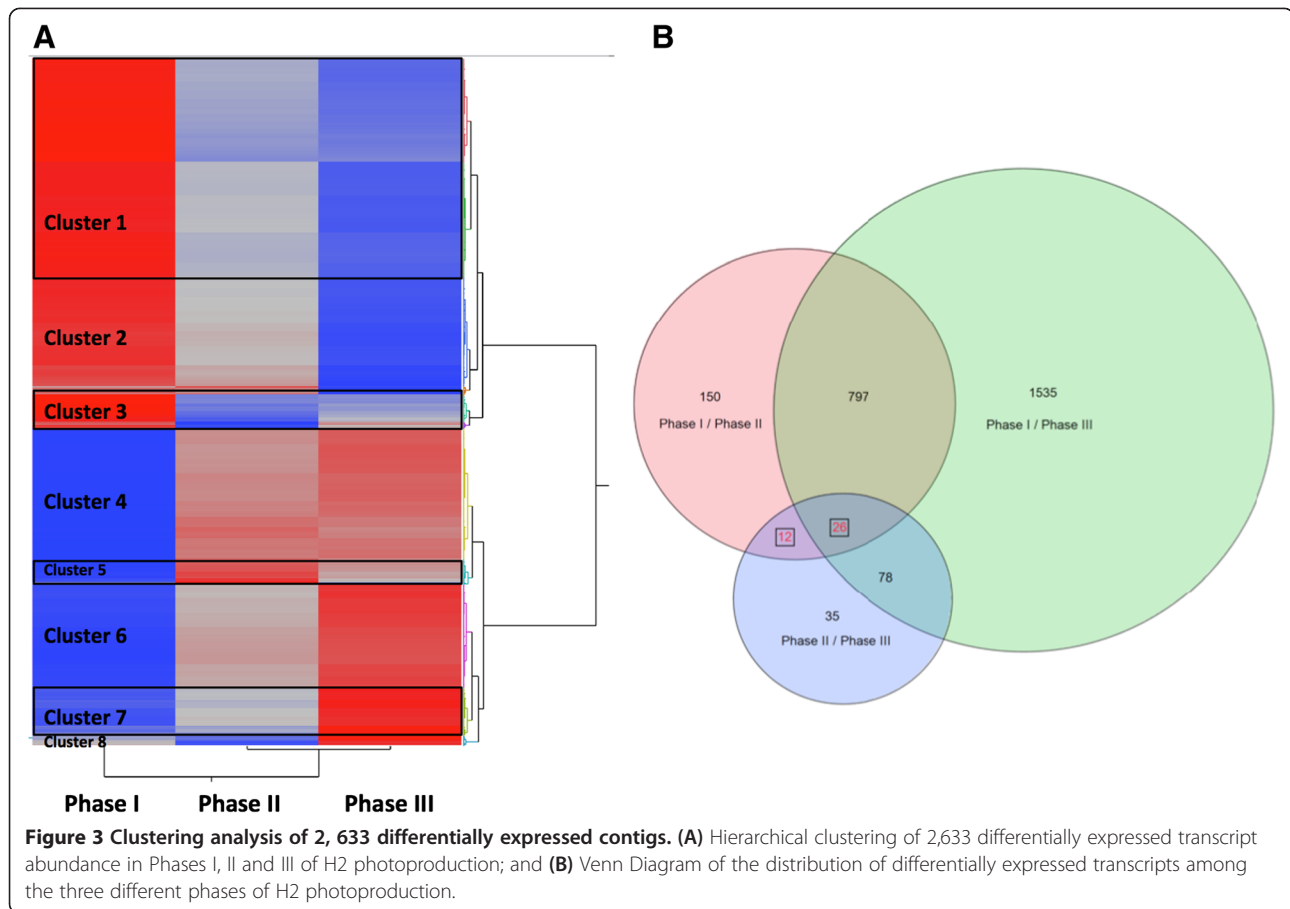 A
B
Cluster 1
Cluster 2
Cluster 3
Cluster 4
Cluster 5
Cluster 6
Cluster 7
Cluster 8
Phase I Phase II Phase III
150
Phase I / Phase II
797
1535
Phase I / Phase III
12
26
78
35
Phase II / Phase III
Figure 3 Clustering analysis of 2, 633 differentially expressed contigs. (A) Hierarchical clustering of 2,633 differentially expressed transcript
abundance in Phases I, II and III of H2 photoproduction; and (B) Venn Diagram of the distribution of differentially expressed transcripts among
the three different phases of H2 photoproduction.